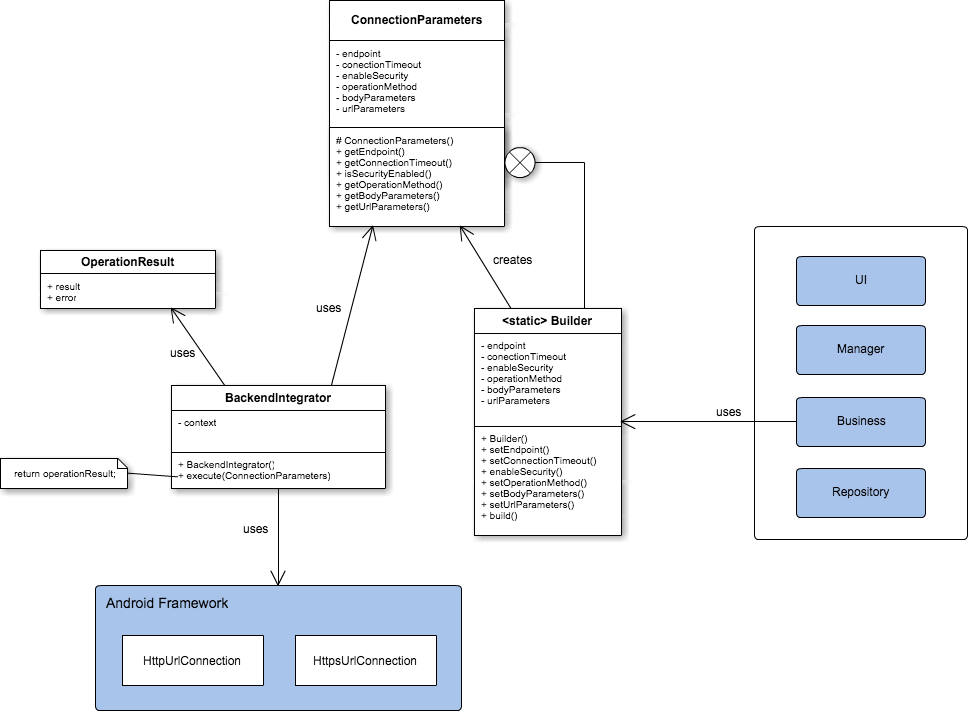 ConnectionParameters
- endpoint
- conectionTimeout
- enableSecurity
- operationMethod
- bodyParameters
- urlParameters
# ConnectionParameters()
+ getEndpoint()
+ getConnectionTimeout()
+ isSecurityEnabled()
+ getOperationMethod()
+ getBodyParameters()
+ getUrlParameters()
OperationResult
+ result
+ error
creates
uses
uses
<static> Builder
- endpoint
- conectionTimeout
- enableSecurity
- operationMethod
- bodyParameters
- urlParameters
+ Builder()
+ setEndpoint()
+ setConnectionTimeout()
+ enableSecurity()
+ setOperationMethod()
+ setBodyParameters()
+ setUrlParameters()
+ build()
UI
Manager
Business
Repository
uses
BackendIntegrator
- context
+ BackendIntegrator()
+ execute(ConnectionParameters)
return operationResult;
uses
Android Framework
HttpUrlConnection
HttpsUrlConnection